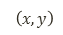 (x, y)